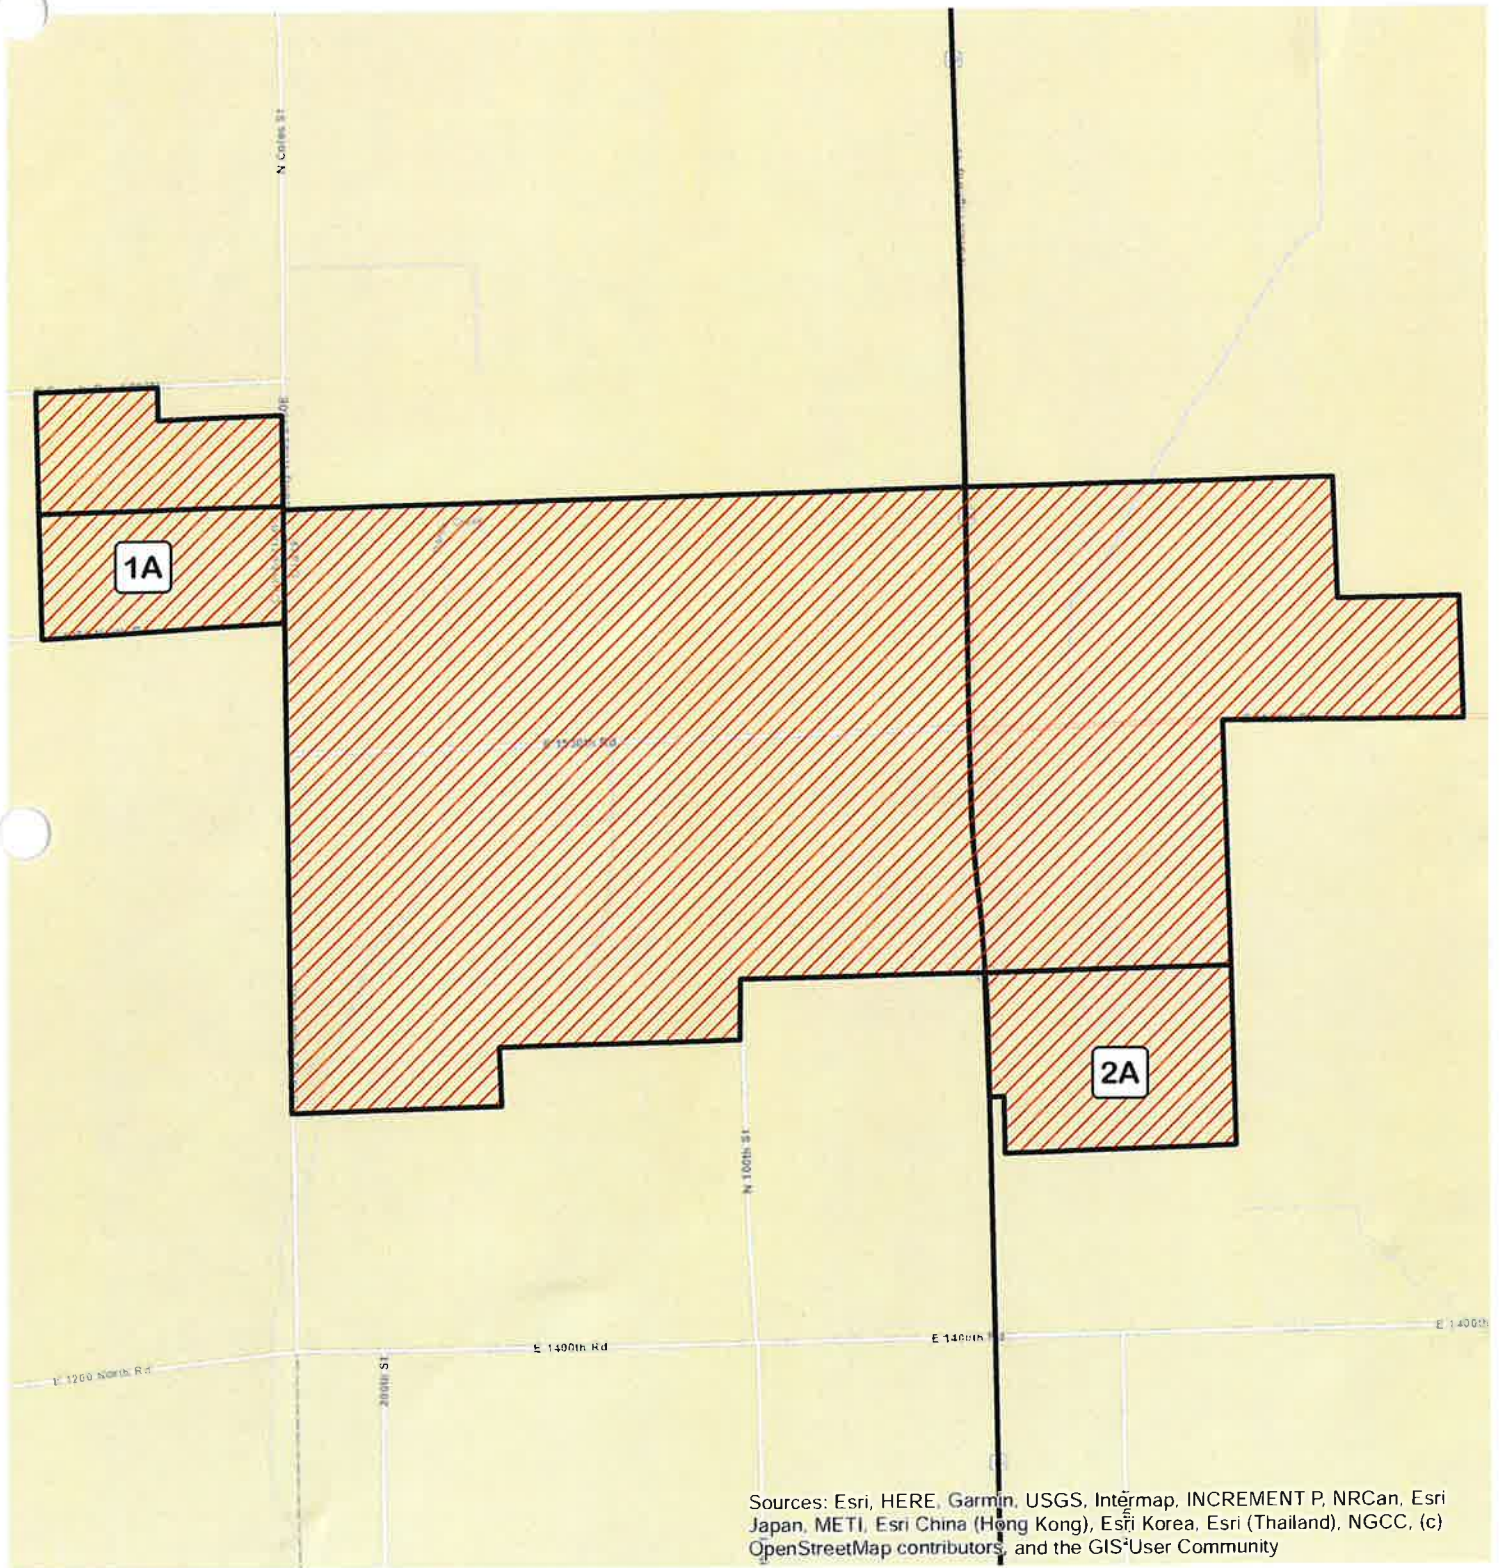 N Coles St
1A
E 1530th Rd
2A
N 100th St
E 1400th Rd
E 1400th Rd
E 1400th
E 1200 North Rd
200th St
Sources: Esri, HERE, Garmin, USGS, Intermap, INCREMENT P, NRCan, Esri
Japan, METI, Esri China (Hong Kong), Esri Korea, Esri (Thailand), NGCC, (c)
OpenStreetMap contributors, and the GIS User Community